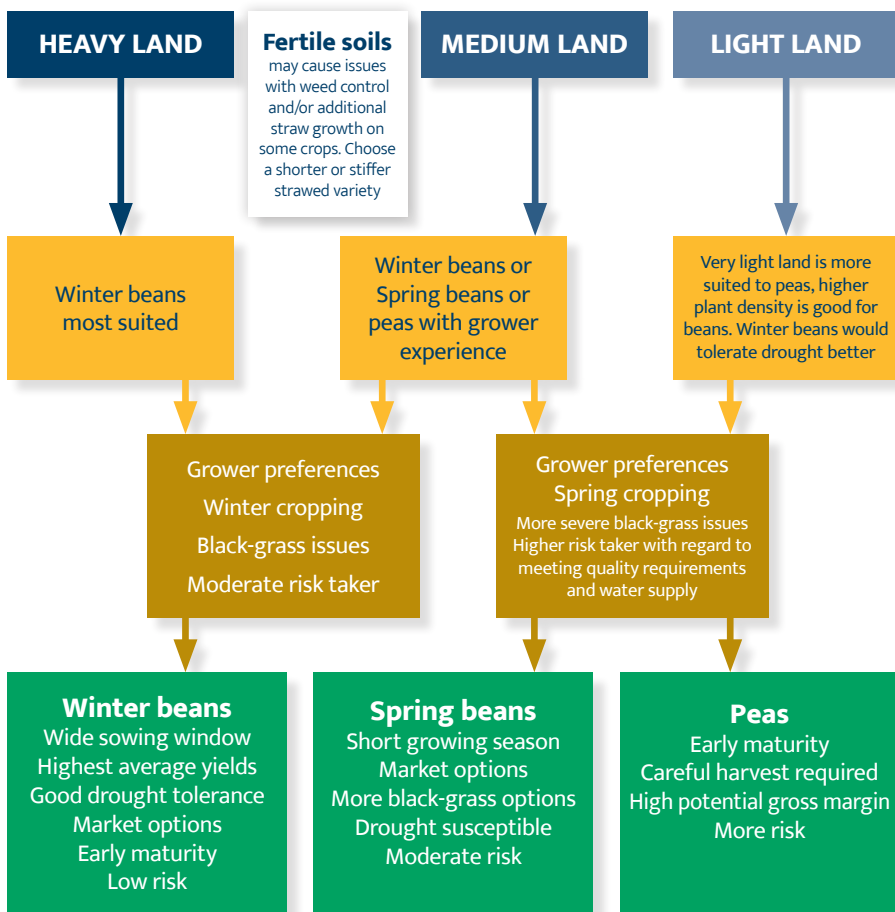 HEAVY LAND
Fertile soils
may cause issues
with weed control
and/or additional
straw growth on
some crops. Choose
a shorter or stiffer
strawed variety
MEDIUM LAND
LIGHT LAND
Winter beans
most suited
Winter beans or
Spring beans or
peas with grower
experience
Very light land is more
suited to peas, higher
plant density is good for
beans. Winter beans would
tolerate drought better
Grower preferences
Winter cropping
Black-grass issues
Moderate risk taker
Grower preferences
Spring cropping
More severe black-grass issues
Higher risk taker with regard to
meeting quality requirements
and water supply
Winter beans
Wide sowing window
Highest average yields
Good drought tolerance
Market options
Early maturity
Low risk
Spring beans
Short growing season
Market options
More black-grass options
Drought susceptible
Moderate risk
Peas
Early maturity
Careful harvest required
High potential gross margin
More risk